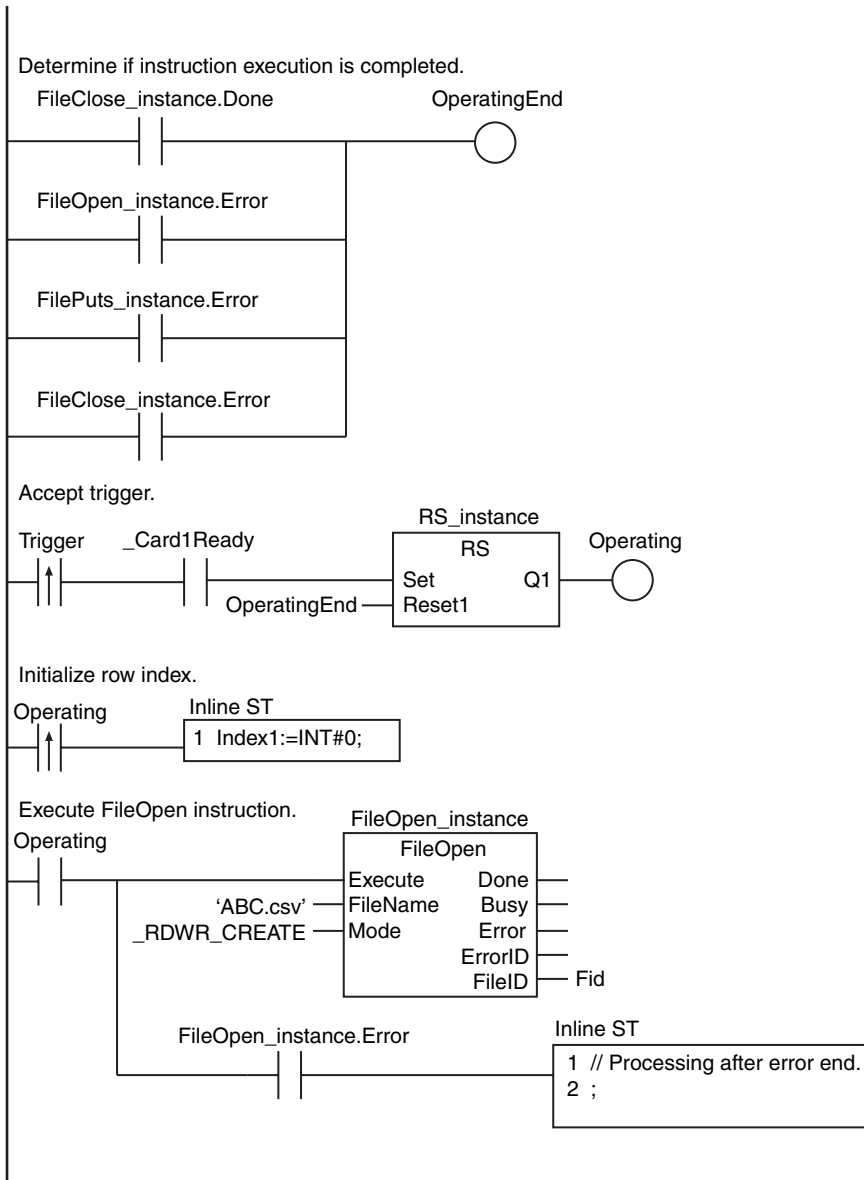 Determine if instruction execution is completed.
FileClose_instance.Done
OperatingEnd
FileOpen_instance.Error
FilePuts_instance.Error
FileClose_instance.Error
Accept trigger.
Trigger
_Card1Ready
RS_instance
RS
Operating
Set
Q1
OperatingEnd
Reset1
Initialize row index.
Operating
Inline ST
1 Index1:=INT#0;
Execute FileOpen instruction.
Operating
FileOpen_instance
FileOpen
Execute
Done
‘ABC.csv’
FileName
Busy
_RDWR_CREATE
Mode
Error
ErrorID
FileID
Fid
FileOpen_instance.Error
Inline ST
1 // Processing after error end.
2 ;